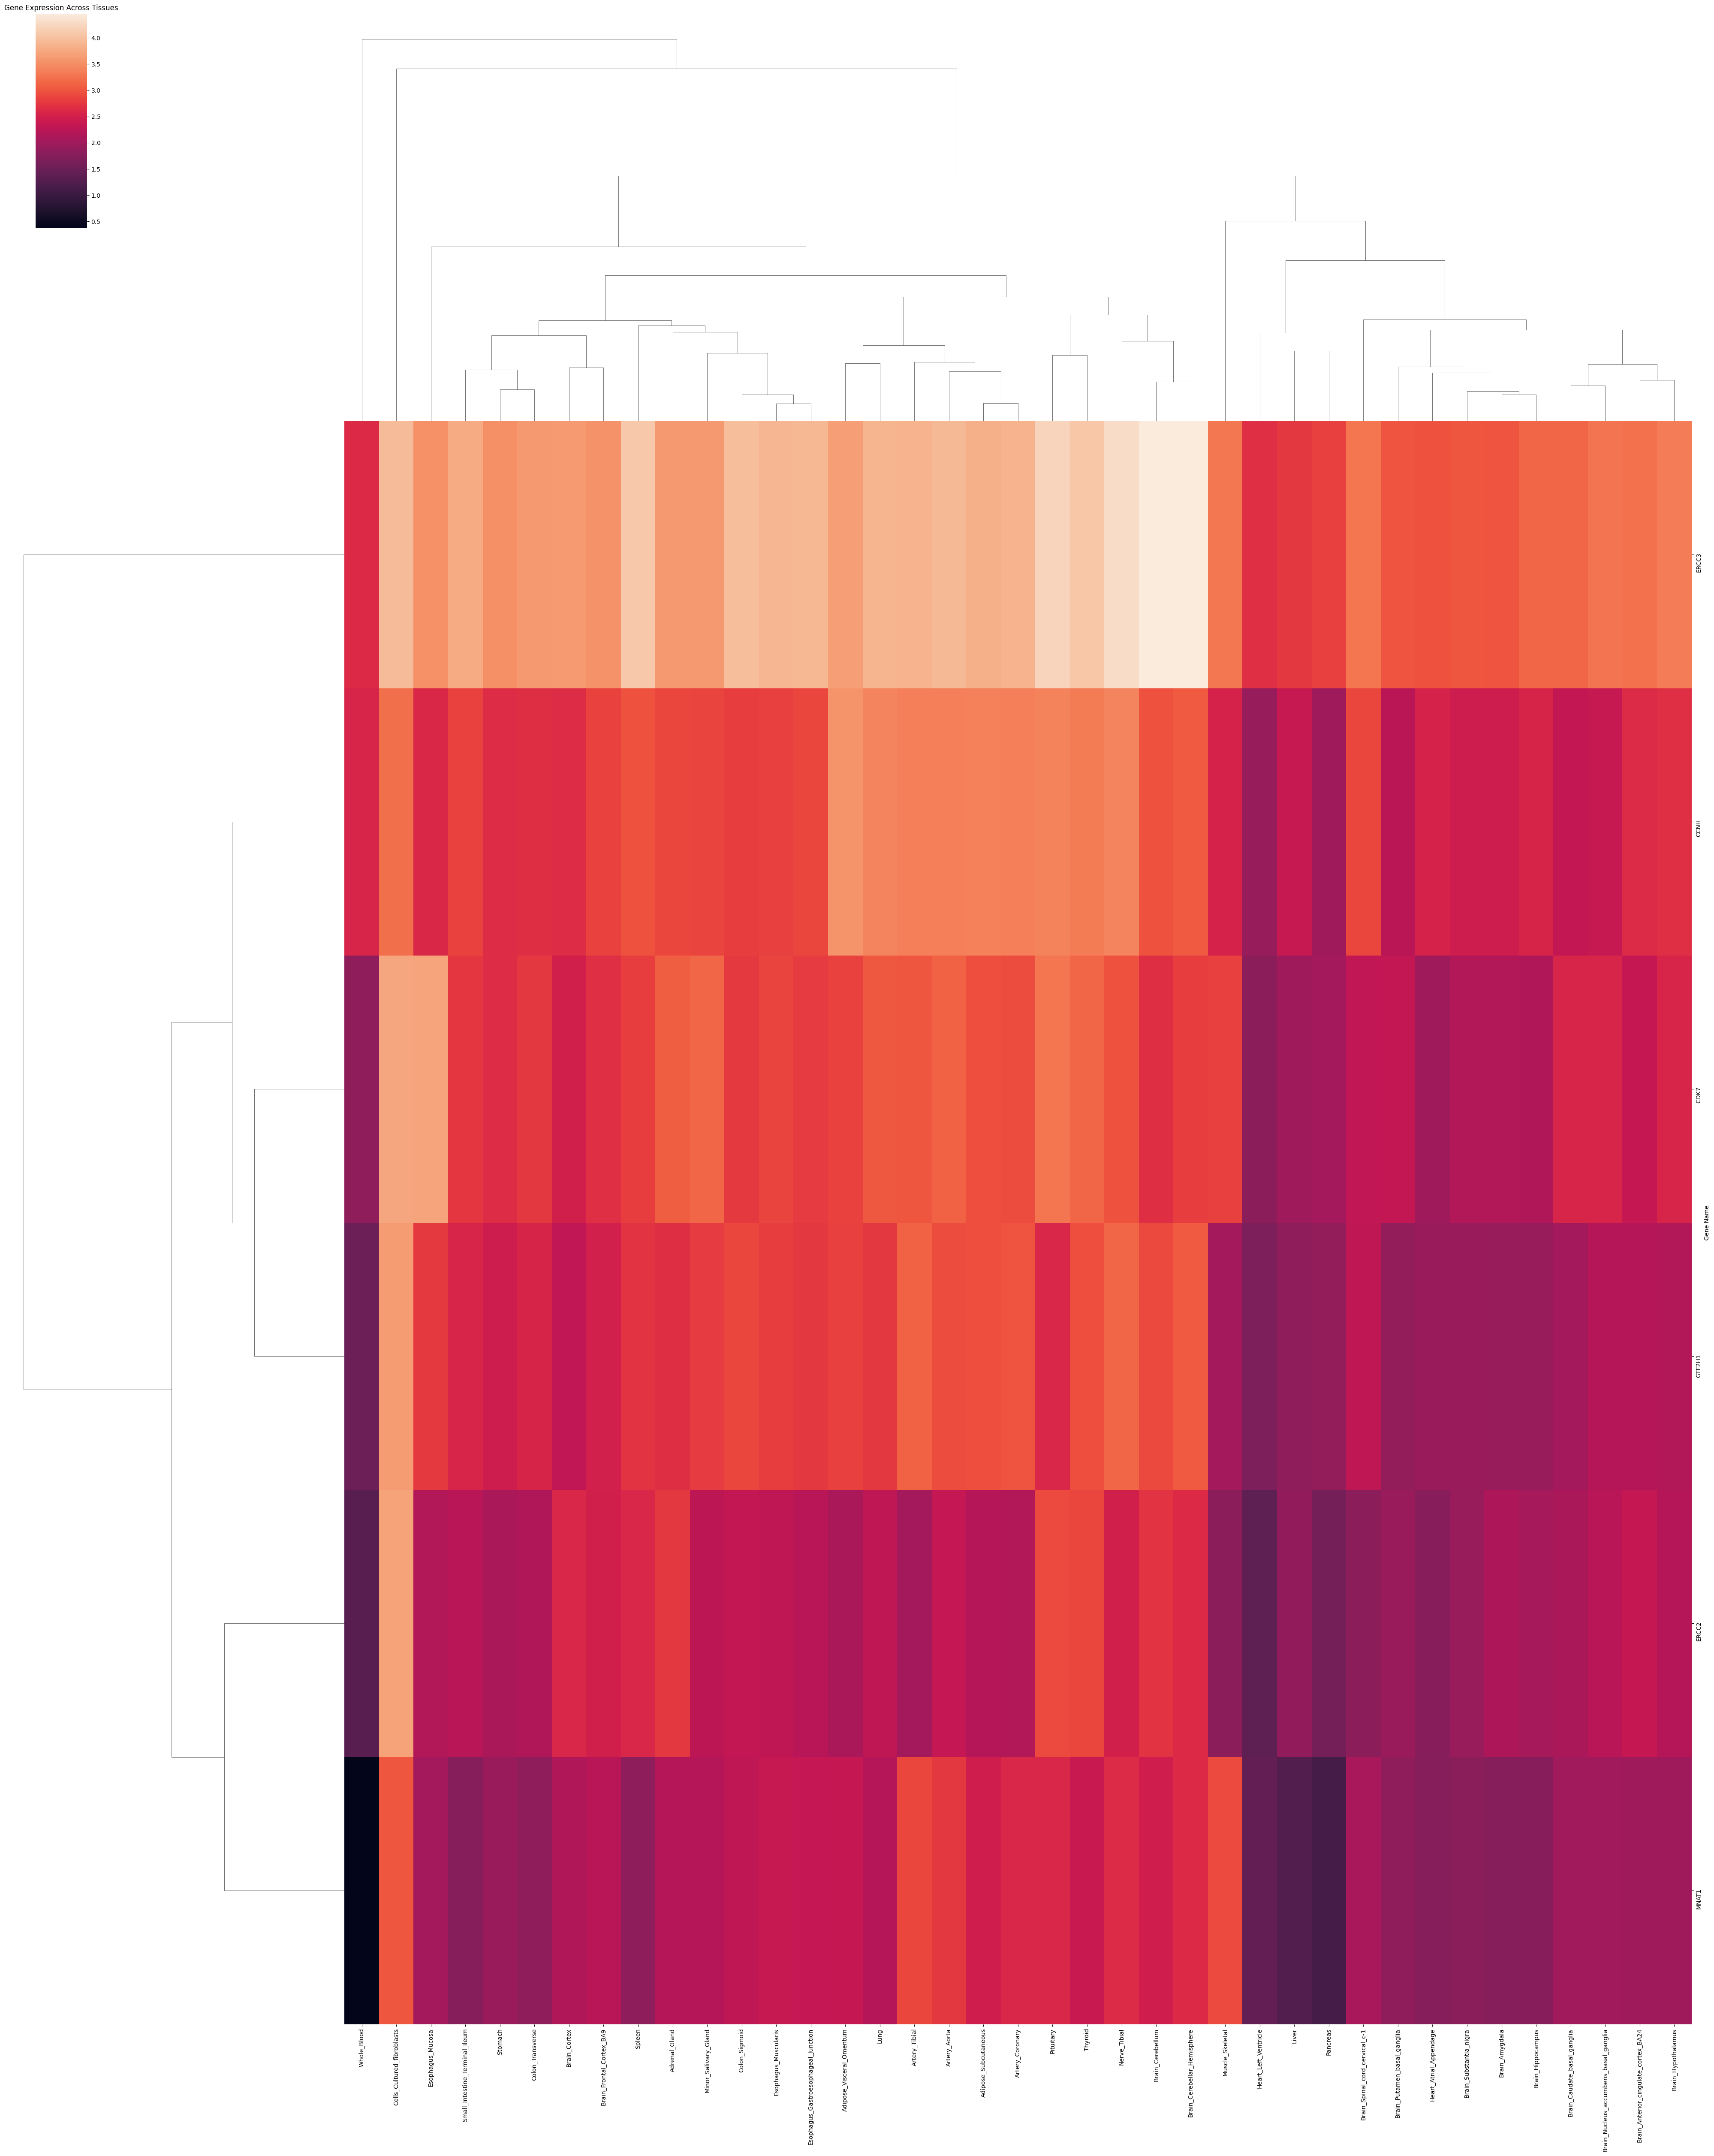 Gene Expression Across Tissues
4.0
3.5
3.0
2.5
2.0
1.5
1.0
0.5
ERCC3
CCNH
CDK7
Gene Name
GTF2H1
ERCC2
MNAT1
Whole_Blood
Cells_Cultured_fibroblasts
Esophagus_Mucosa
Small_Intestine_Terminal_Ileum
Stomach
Colon_Transverse
Brain_Cortex
Brain_Frontal_Cortex_BA9
Spleen
Adrenal_Gland
Minor_Salivary_Gland
Colon_Sigmoid
Esophagus_Muscularis
Esophagus_Gastroesophageal_Junction
Adipose_Visceral_Omentum
Lung
Artery_Tibial
Artery_Aorta
Adipose_Subcutaneous
Artery_Coronary
Pituitary
Thyroid
Nerve_Tibial
Brain_Cerebellum
Brain_Cerebellar_Hemisphere
Muscle_Skeletal
Heart_Left_Ventricle
Liver
Pancreas
Brain_Spinal_cord_cervical_c-1
Brain_Putamen_basal_ganglia
Heart_Atrial_Appendage
Brain_Substantia_nigra
Brain_Amygdala
Brain_Hippocampus
Brain_Caudate_basal_ganglia
Brain_Nucleus_accumbens_basal_ganglia
Brain_Anterior_cingulate_cortex_BA24
Brain_Hypothalamus